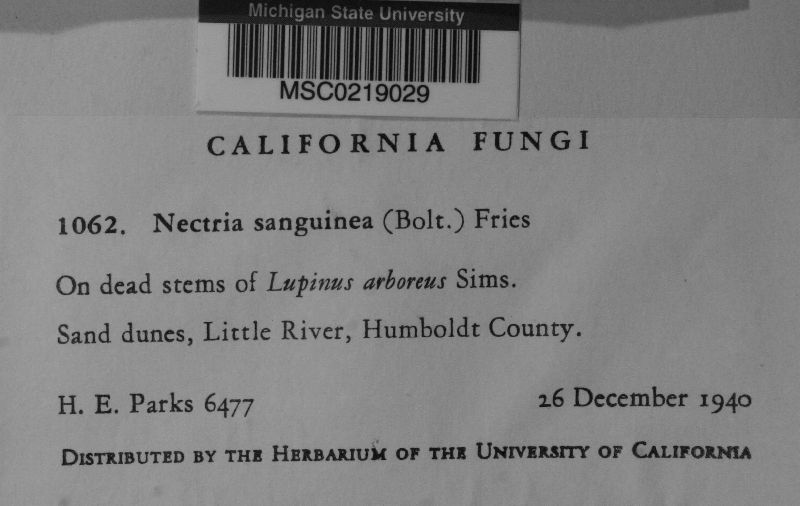 Michigan State University
MSC0219029
CALIFORNIA FUNGI
1062. Nectria sanguinea (Bolt.) Fries
On dead stems of Lupinus arboreus Sims.
Sand dunes, Little River, Humboldt County.
H. E. Parks 6477 26 December 1940
DISTRIBUTED BY THE HERBARIUM OF THE UNIVERSITY OF CALIFORNIA